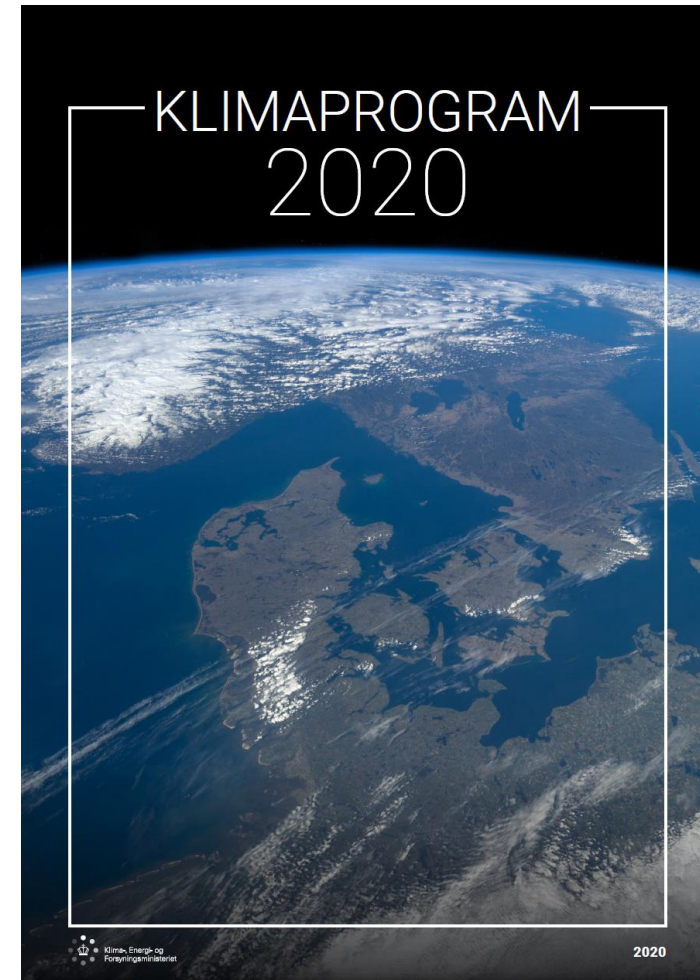 KLIMAPROGRAM
2020
Klima-, Energi- og
Forsyningsministeriet
2020